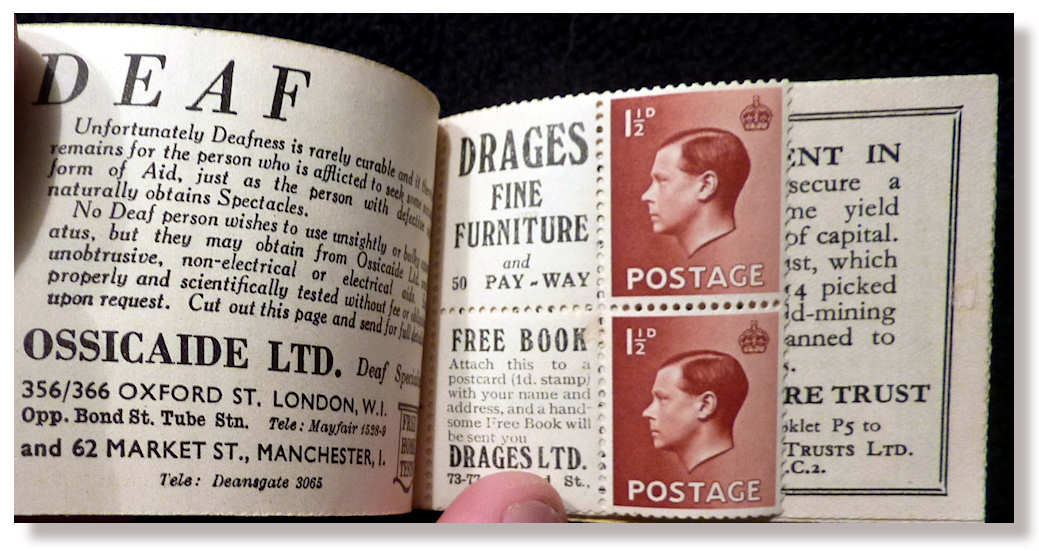 DEAF
Unfortunately Deafness is rarely curable and it
remains for the person who is afflicted to seek some
form of Aid, just as the person with defective
naturally obtains Spectacles.
No Deaf person wishes to use unsightly or bulky
atus, but they may obtain from Ossicaide Ltd.
unobtrusive, non-electrical or electrical aids.
properly and scientifically tested without fee or
upon request. Cut out this page and send for full
OSSICAIDE LTD. Deaf
356/366 OXFORD ST. LONDON, W.1.
Opp. Bond St. Tube Stn. Tele: Mayfair
and 62 MARKET ST., MANCHESTER, 1.
Tele: Deansgate 3065
FREE
HOME
TEST
DRAGES
FINE
FURNITURE
and
50 PAY-WAY
FREE BOOK
Attach this to a
postcard (1d. stamp)
with your name and
address, and a hand-
some Free Book will
be sent you
DRAGES LTD.
73-77 St.,
1½D
POSTAGE
1½D
POSTAGE
ENT IN
secure a
me yield
of capital.
st, which
4 picked
d-mining
anned to
s.
RE TRUST
oklet P5 to
TRUSTS LTD.
.C.2.